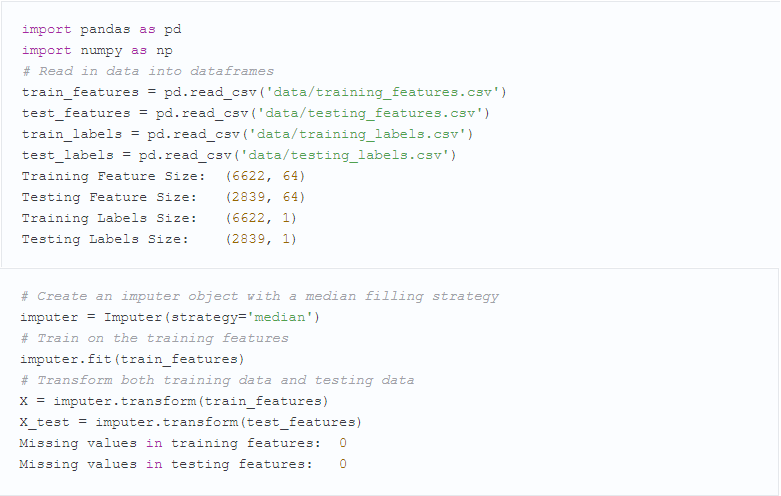 import pandas as pd
import numpy as np
# Read in data into dataframes
train_features = pd.read_csv('data/training_features.csv')
test_features = pd.read_csv('data/testing_features.csv')
train_labels = pd.read_csv('data/training_labels.csv')
test_labels = pd.read_csv('data/testing_labels.csv')
Training Feature Size:  (6622, 64)
Testing Feature Size:   (2839, 64)
Training Labels Size:   (6622, 1)
Testing Labels Size:    (2839, 1)
# Create an imputer object with a median filling strategy
imputer = Imputer(strategy='median')
# Train on the training features
imputer.fit(train_features)
# Transform both training data and testing data
X = imputer.transform(train_features)
X_test = imputer.transform(test_features)
Missing values in training features:  0
Missing values in testing features:   0